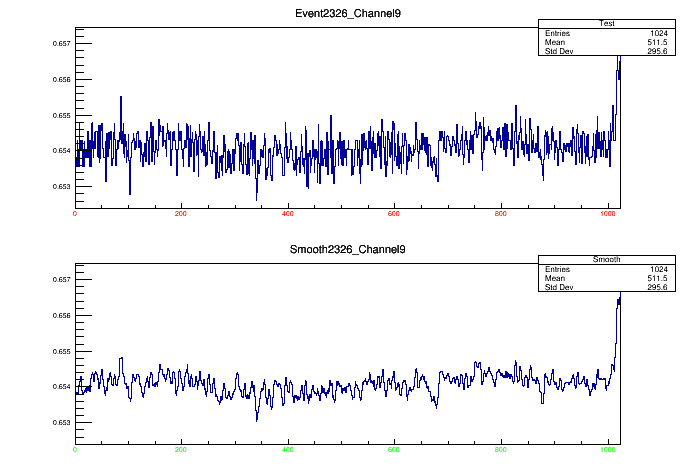 Event2326_Channel9
Test
Entries 1024
Mean 511.5
Std Dev 295.6
0.657
0.656
0.655
0.654
0.653
0 200 400 600 800 1000
Smooth2326_Channel9
Smooth
Entries 1024
Mean 511.5
Std Dev 295.6
0.657
0.656
0.655
0.654
0.653
0 200 400 600 800 1000